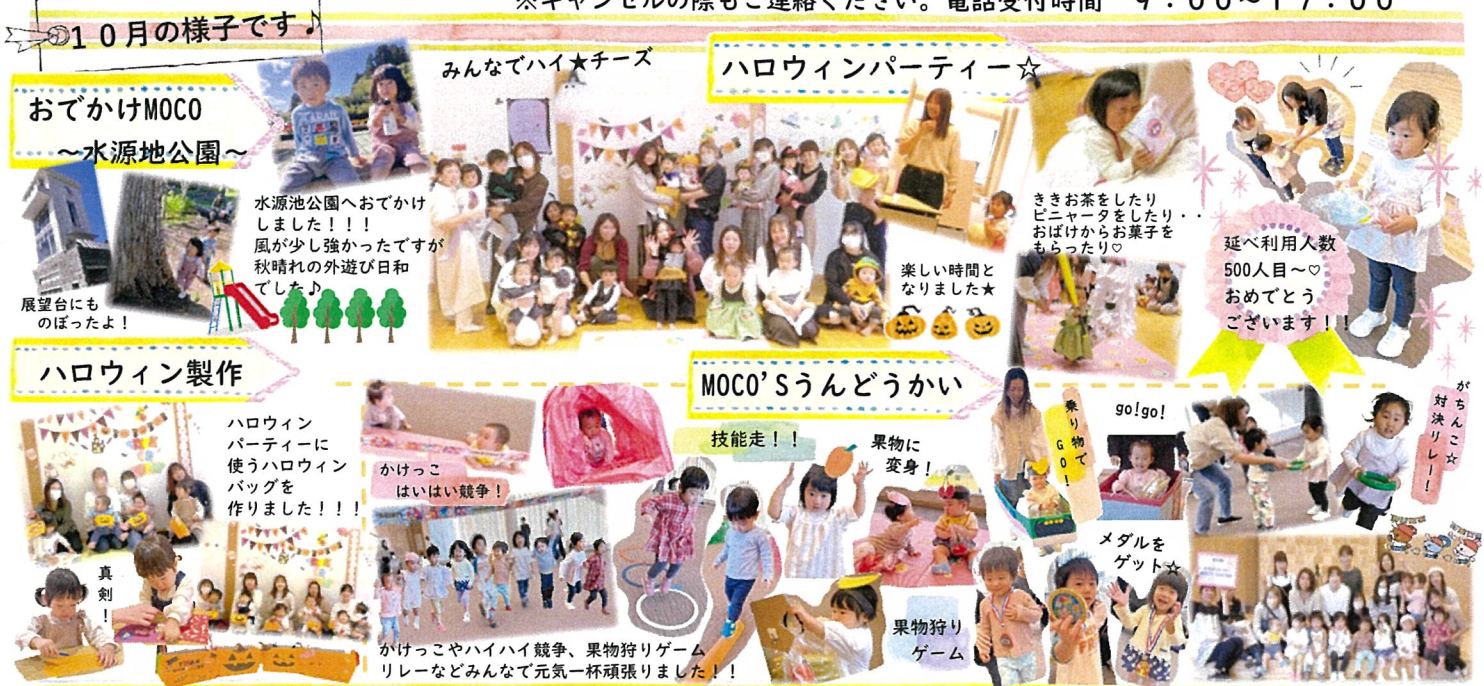 ※キャンセルの際もご連絡ください。電話受付時間 9:00~17:00
10月の様子です♪
おでかけMOCO
~水源地公園~
水源池公園へおでかけ
しました!!!
風が少し強かったですが
秋晴れの外遊び日和
でした♪
展望台にも
のぼったよ!
みんなでハイ★チーズ
ハロウィンパーティー☆
楽しい時間と
なりました★
ききお茶をしたり
ピニャータをしたり・・
おばけからお菓子を
もらったり♡
延べ利用人数
500人目~♡
おめでとう
ございます!!
ハロウィン製作
ハロウィン
パーティーに
使うハロウィン
バッグを
作りました!!!
真剣!
MOCO'Sうんどうかい
かけっこ
はいはい競争!
技能走!!
果物に
変身!
乗り物で
GO!
go!go!
がちんこ☆
対決リレー!
メダルを
ゲット☆
果物狩り
ゲーム
かけっこやハイハイ競争、果物狩りゲーム
リレーなどみんなで元気一杯頑張りました!!